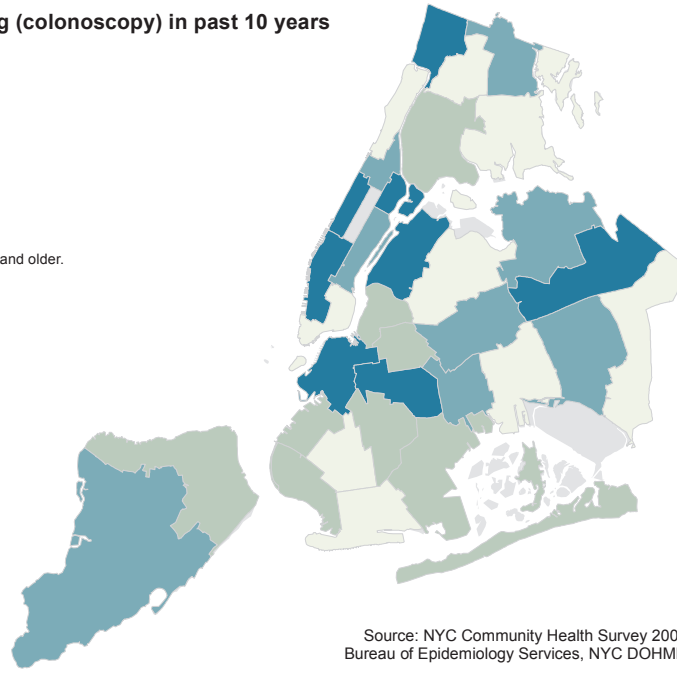 g (colonoscopy) in past 10 years
and older.
Source: NYC Community Health Survey 200
Bureau of Epidemiology Services, NYC DOHM